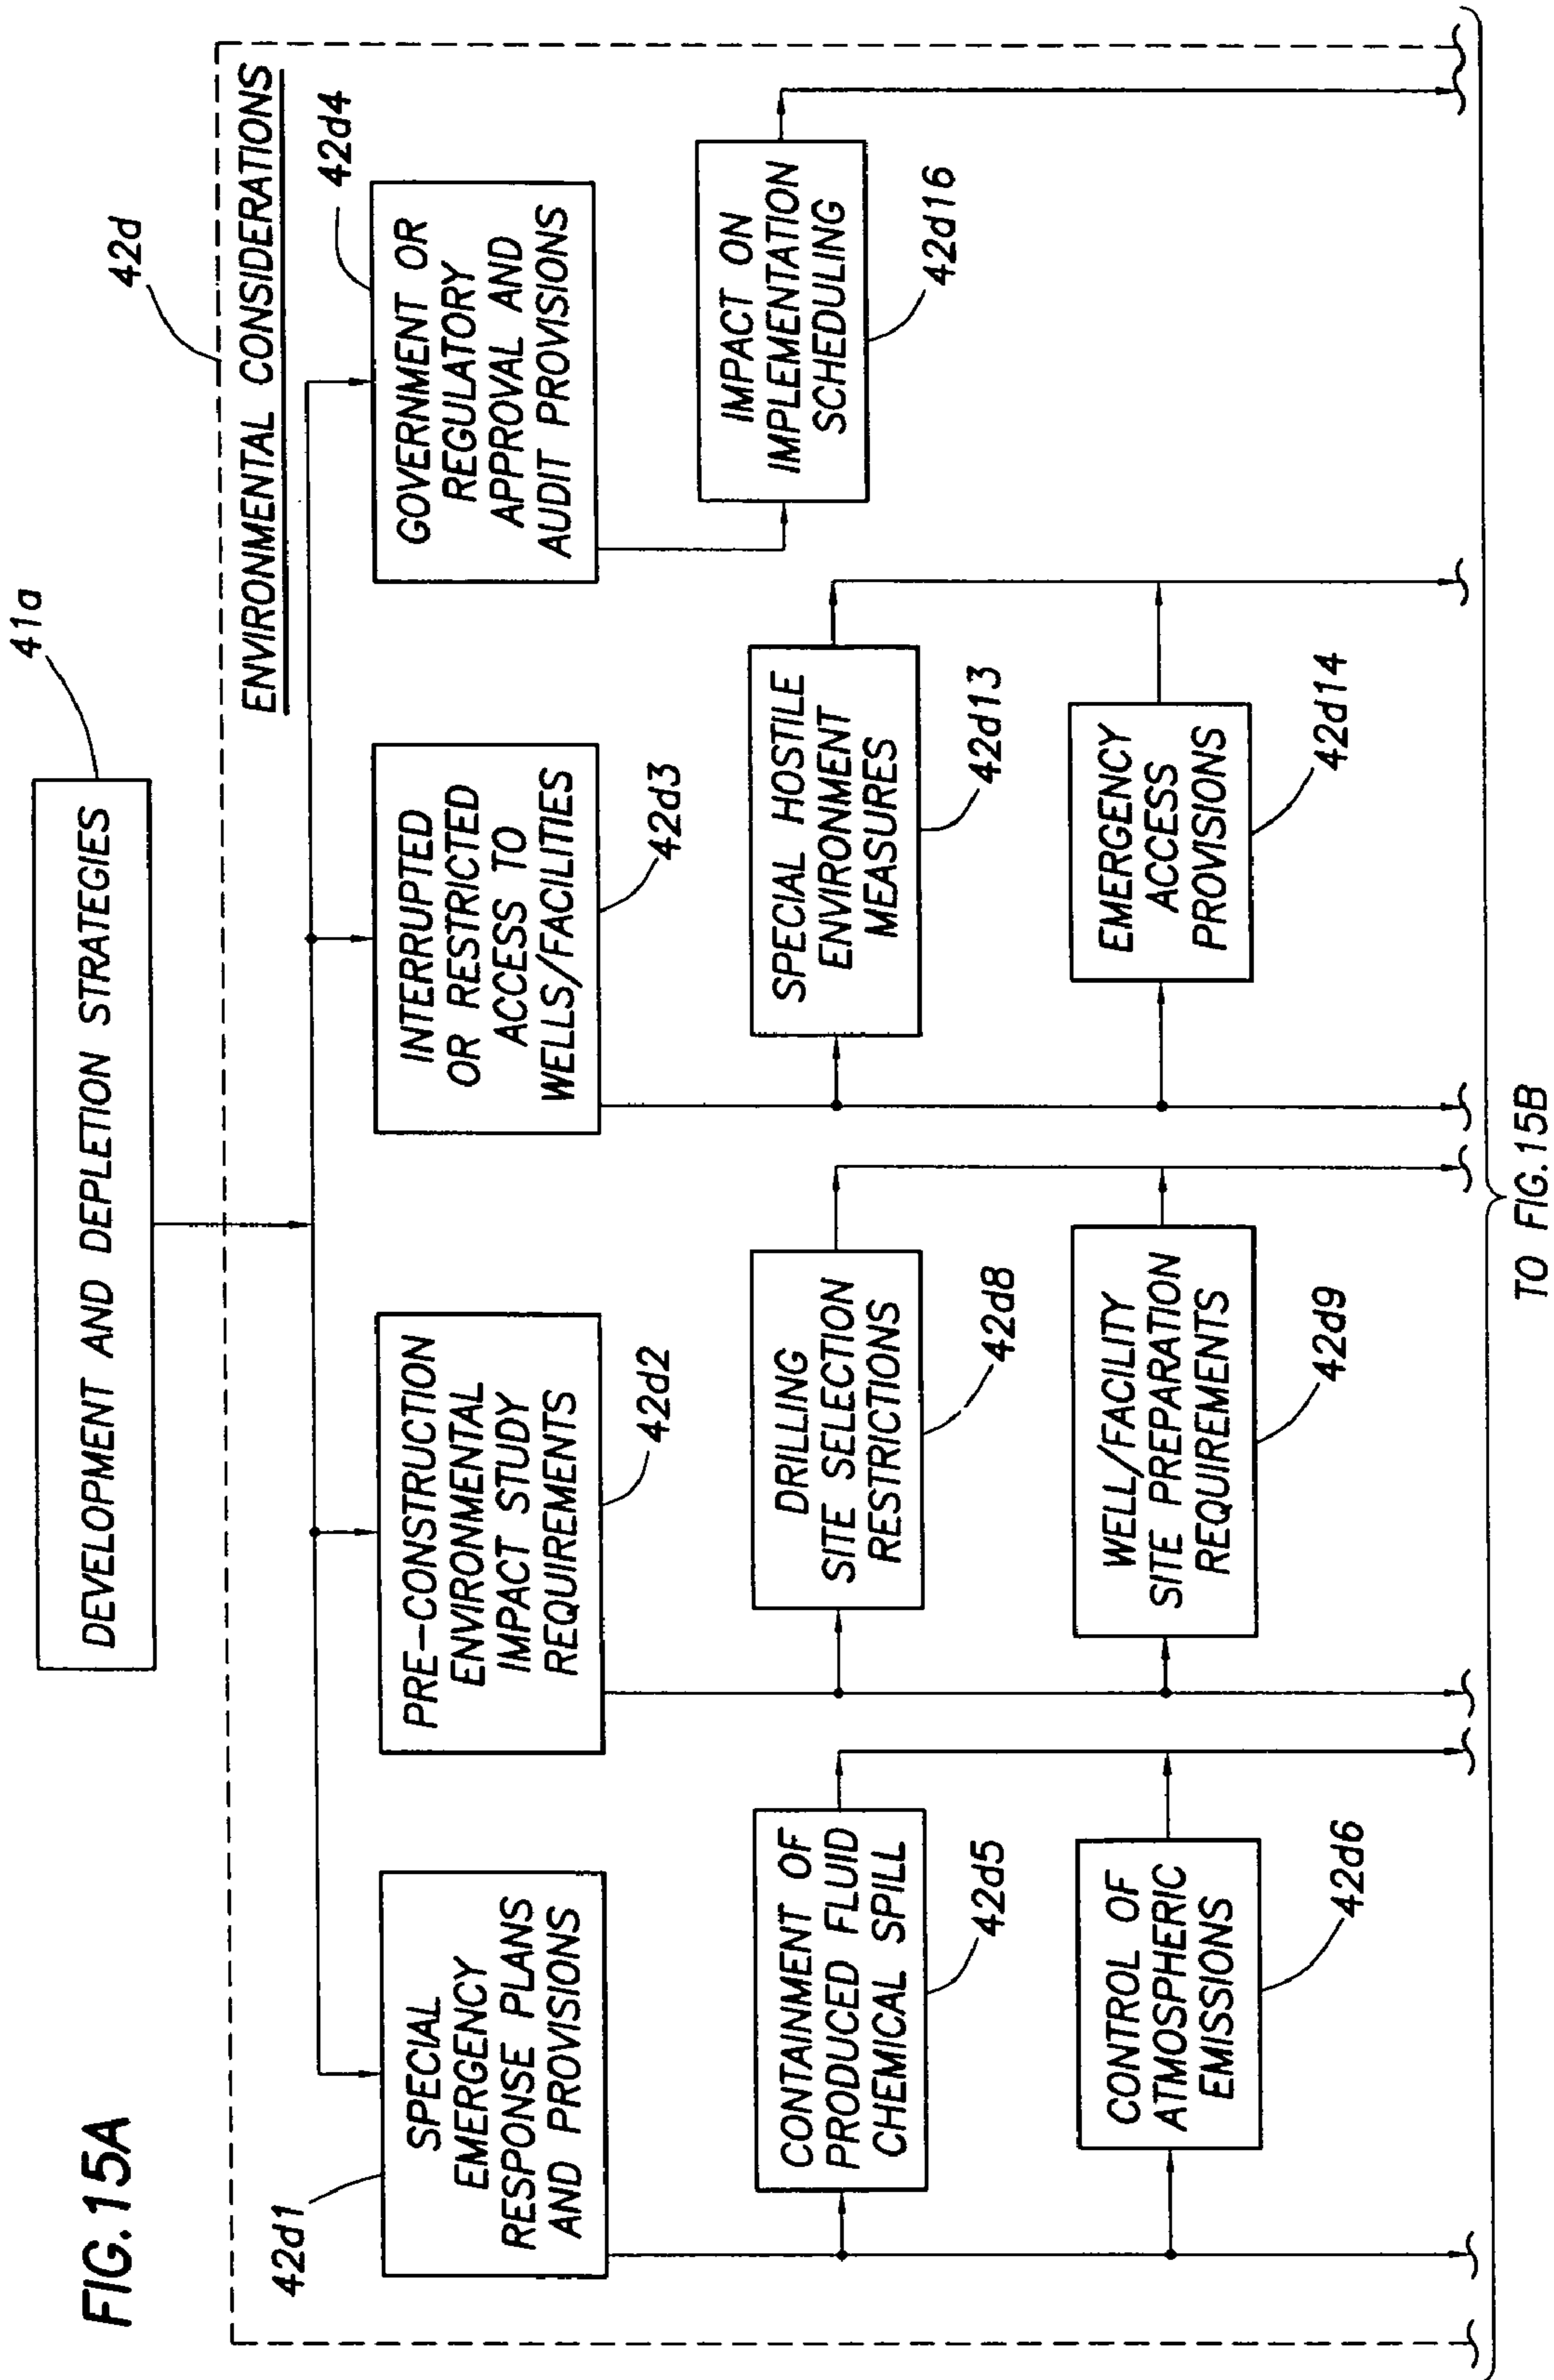 FIG.15A
41a
DEVELOPMENT AND DEPLETION STRATEGIES
42d
ENVIRONMENTAL CONSIDERATIONS
42d1
SPECIAL
EMERGENCY
RESPONSE PLANS
AND PROVISIONS
PRE-CONSTRUCTION
ENVIRONMENTAL
IMPACT STUDY
REQUIREMENTS
42d2
INTERRUPTED
OR RESTRICTED
ACCESS TO
WELLS/FACILITIES
42d3
42d4
GOVERNMENT OR
REGULATORY
APPROVAL AND
AUDIT PROVISIONS
CONTAINMENT OF
PRODUCED FLUID
CHEMICAL SPILL
42d5
DRILLING
SITE SELECTION
RESTRICTIONS
42d8
SPECIAL HOSTILE
ENVIRONMENT
MEASURES
42d13
IMPACT ON
IMPLEMENTATION
SCHEDULING
42d16
CONTROL OF
ATMOSPHERIC
EMISSIONS
42d6
WELL/FACILITY
SITE PREPARATION
REQUIREMENTS
42d9
EMERGENCY
ACCESS
PROVISIONS
42d14
TO FIG.15B